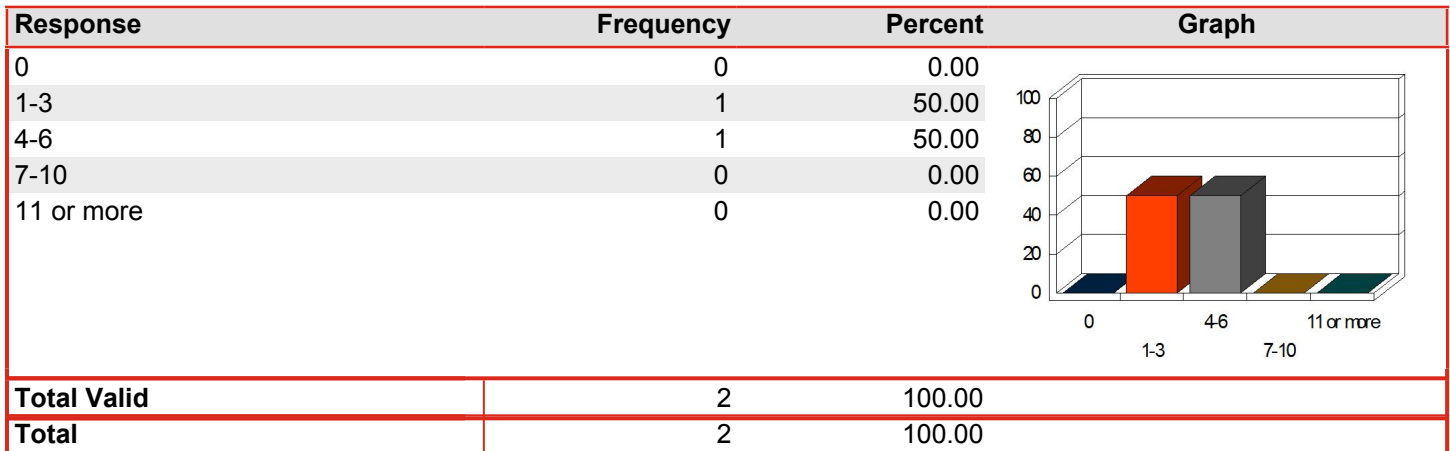 Response Frequency Percent Graph
0 0 0.00
1-3 1 50.00
4-6 1 50.00
7-10 0 0.00
11 or more 0 0.00
100
80
60
40
20
0
0 4-6 11 or more
1-3 7-10
Total Valid 2 100.00
Total 2 100.00